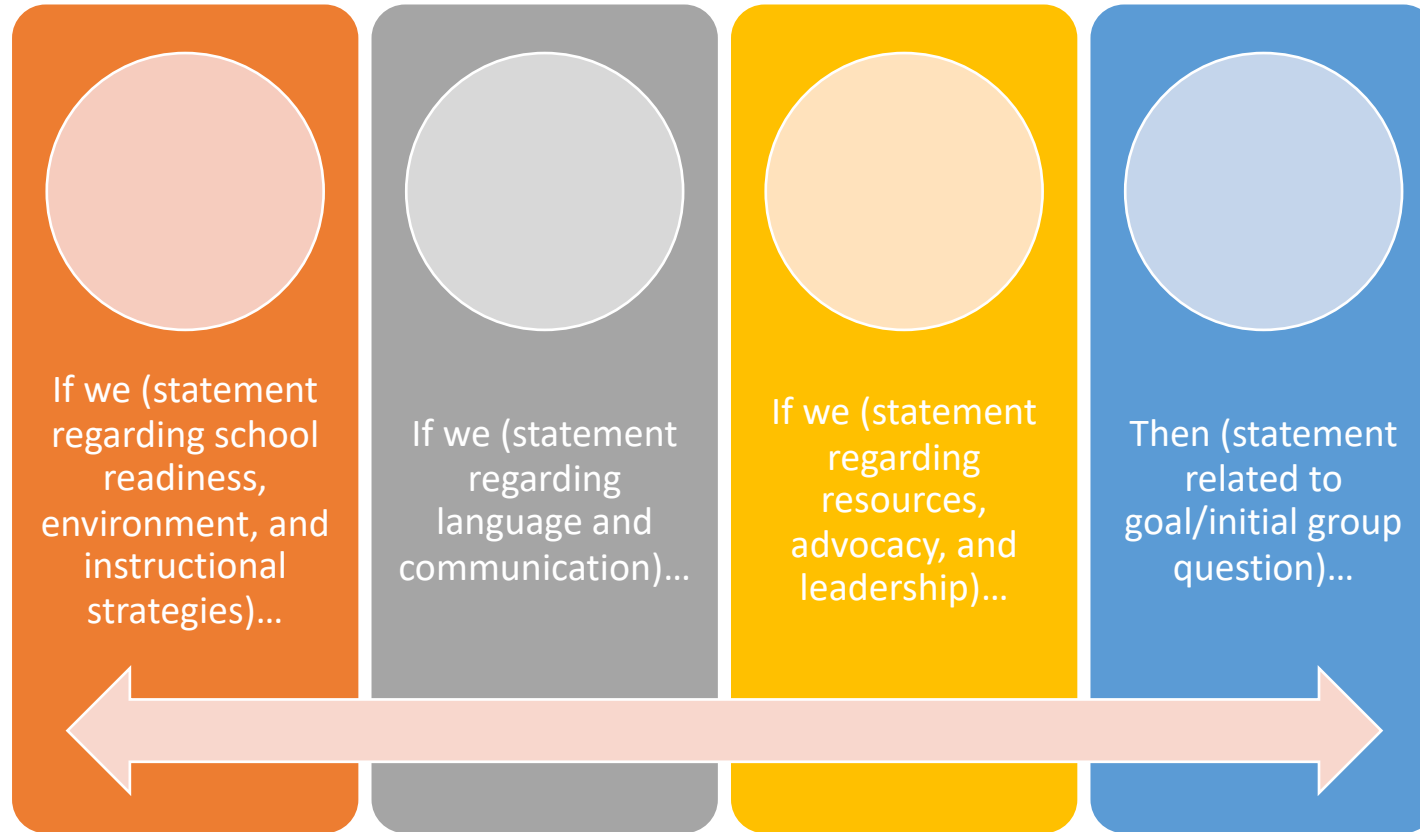 If we (statement
regarding school
readiness,
environment, and
instructional
strategies)...
If we (statement
regarding
language and
communication)...
If we (statement
regarding
resources,
advocacy, and
leadership)...
Then (statement
related to
goal/initial group
question)...